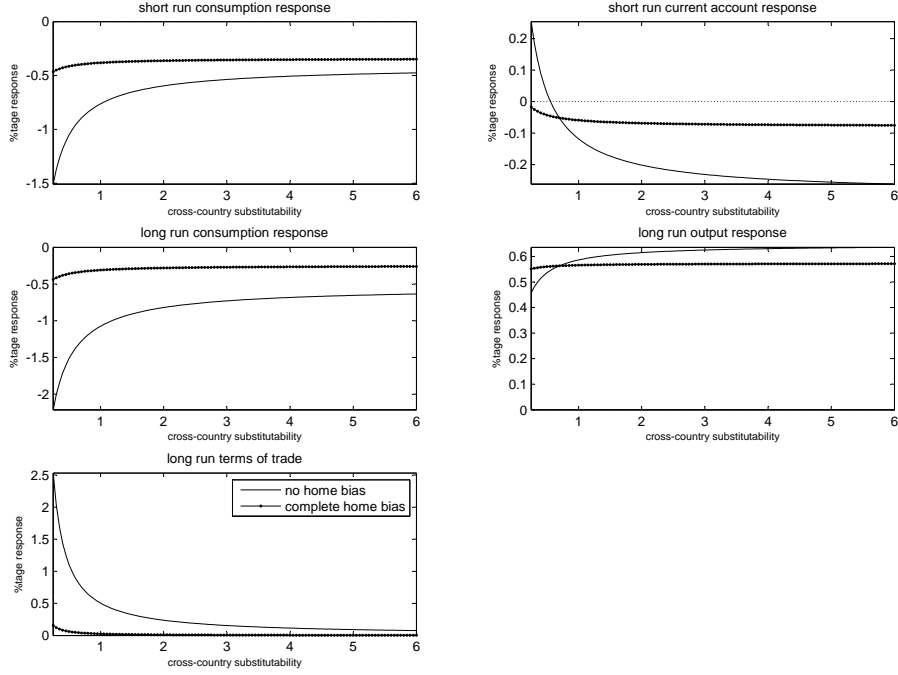 short run consumption response
0
-0.5
-1
-1.5
%tage response
1 2 3 4 5 6
cross-country substitutability
short run current account response
0.2
0.1
0
-0.1
-0.2
%tage response
1 2 3 4 5 6
cross-country substitutability
long run consumption response
0
-0.5
-1
-1.5
-2
%tage response
1 2 3 4 5 6
cross-country substitutability
long run output response
0.6
0.5
0.4
0.3
0.2
0.1
0
%tage response
1 2 3 4 5 6
cross-country substitutability
long run terms of trade
2.5
2
1.5
1
0.5
0
%tage response
no home bias
complete home bias
1 2 3 4 5 6
cross-country substitutability